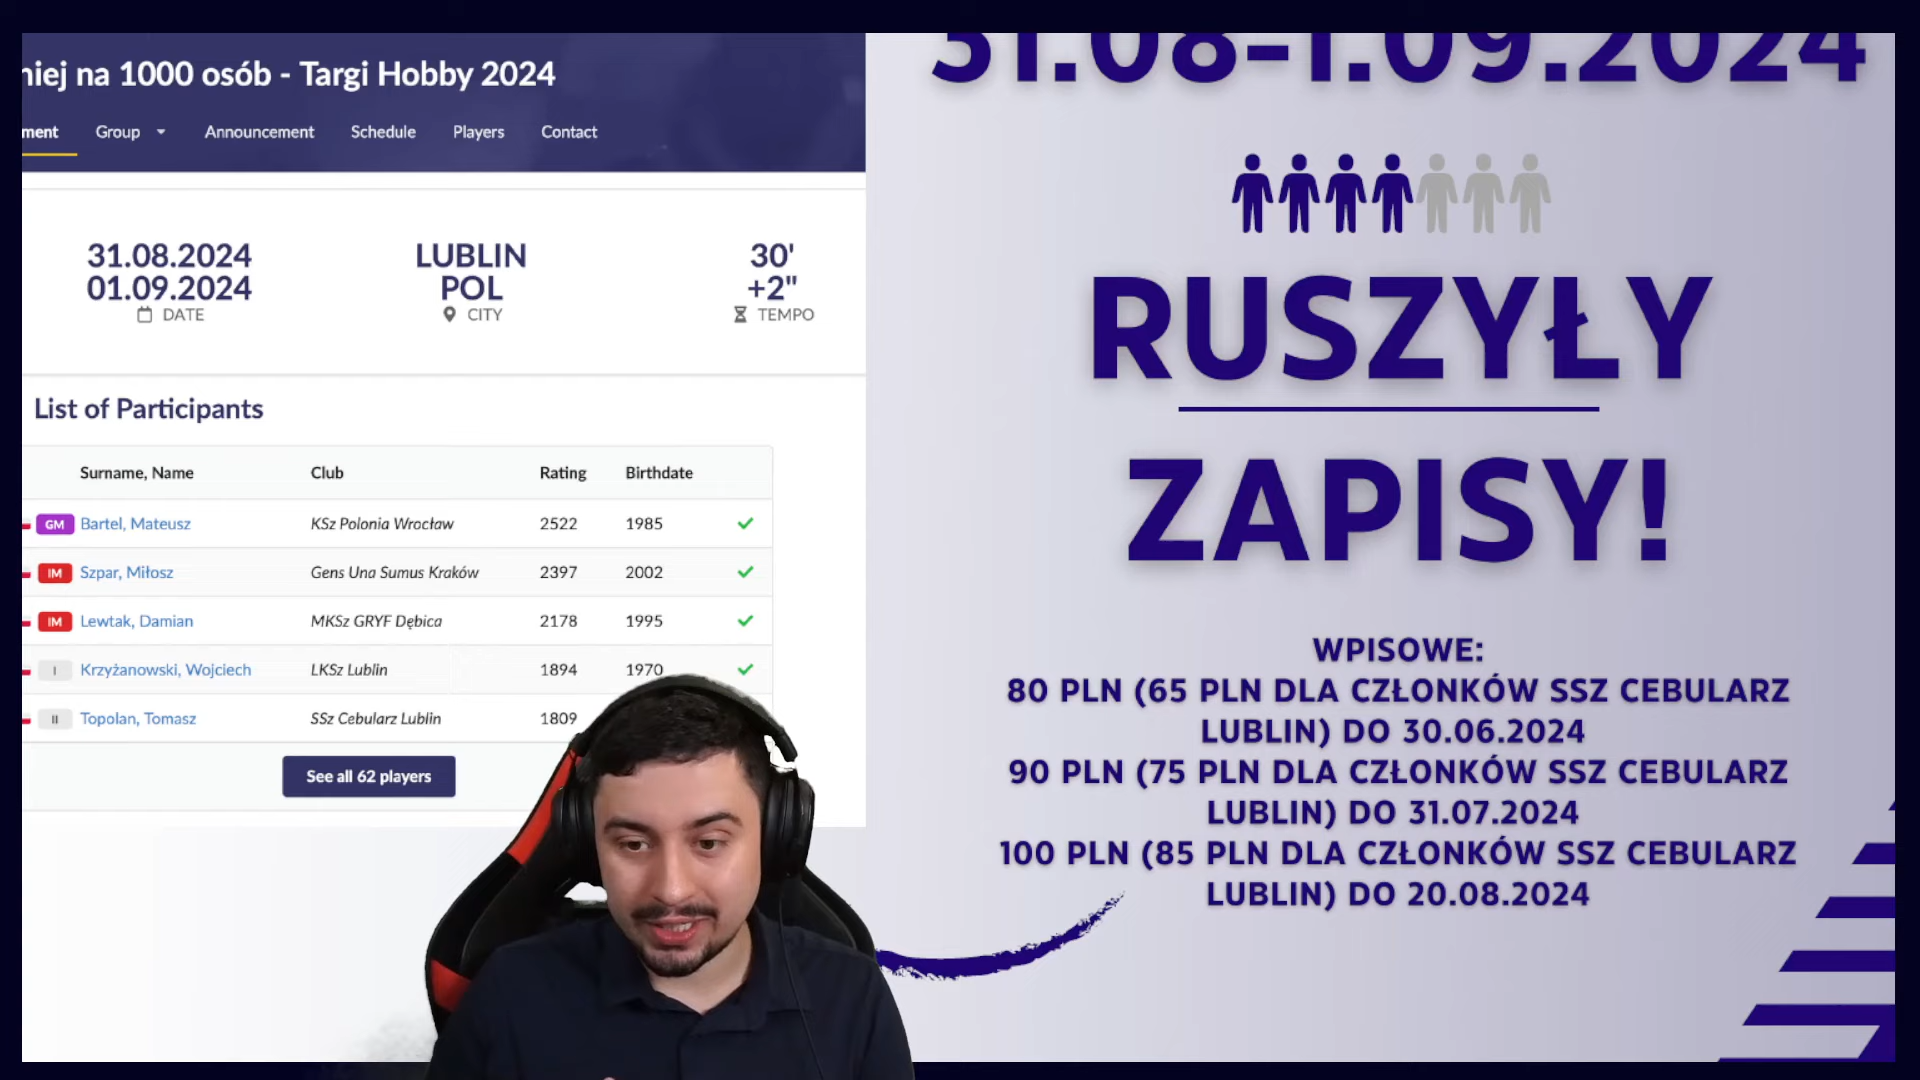 niej na 1000 osób - Targi Hobby 2024
ment Group Announcement Schedule Players Contact
31.08.2024
01.09.2024
DATE
LUBLIN
POL
CITY
30'
+2"
TEMPO
List of Participants
Surname, Name Club Rating Birthdate
GM Bartel, Mateusz KSz Polonia Wrocław 2522 1985
IM Szpar, Miłosz Gens Una Sumus Kraków 2397 2002
IM Lewtak, Damian MKSz GRYF Dębica 2178 1995
I Krzyżanowski, Wojciech LKSz Lublin 1894 1970
II Topolan, Tomasz SSz Cebularz Lublin 1809
See all 62 players
31.08-1.09.2024
RUSZYŁY
ZAPISY!
WPISOWE:
80 PLN (65 PLN DLA CZŁONKÓW SSZ CEBULARZ
LUBLIN) DO 30.06.2024
90 PLN (75 PLN DLA CZŁONKÓW SSZ CEBULARZ
LUBLIN) DO 31.07.2024
100 PLN (85 PLN DLA CZŁONKÓW SSZ CEBULARZ
LUBLIN) DO 20.08.2024